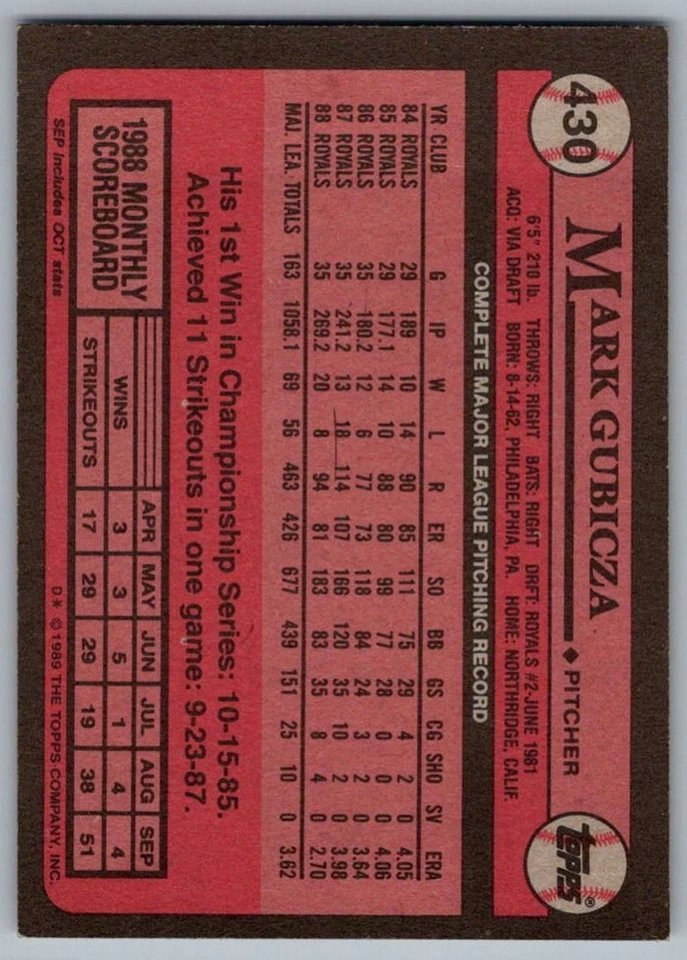 430
MARK GUBICZA ◆ PITCHER
topps®
6'5" 210 lb. THROWS: RIGHT BATS: RIGHT DRFT: ROYALS #2-JUNE 1981
ACQ: VIA DRAFT BORN: 8-14-62, PHILADELPHIA, PA. HOME: NORTHRIDGE, CALIF.
COMPLETE MAJOR LEAGUE PITCHING RECORD
YR CLUB G IP W L R ER SO BB GS CG SHO SV ERA
84 ROYALS 29 189 10 14 90 85 111 75 29 4 2 0 4.05
85 ROYALS 29 177.1 14 10 88 80 99 77 28 0 0 0 4.06
86 ROYALS 35 180.2 12 6 77 73 118 84 24 3 2 0 3.64
87 ROYALS 35 241.2 13 18 114 107 166 120 35 10 2 0 3.98
88 ROYALS 35 269.2 20 8 94 81 183 83 35 8 4 0 2.70
MAJ. LEA. TOTALS 163 1058.1 69 56 463 426 677 439 151 25 10 0 3.62
His 1st Win in Championship Series: 10-15-85.
Achieved 11 Strikeouts in one game: 9-23-87.
1988 MONTHLY
SCOREBOARD
APR MAY JUN JUL AUG SEP
WINS 3 3 5 1 4 4
STRIKEOUTS 17 29 29 19 38 51
SEP includes OCT stats
D* © 1989 THE TOPPS COMPANY, INC.